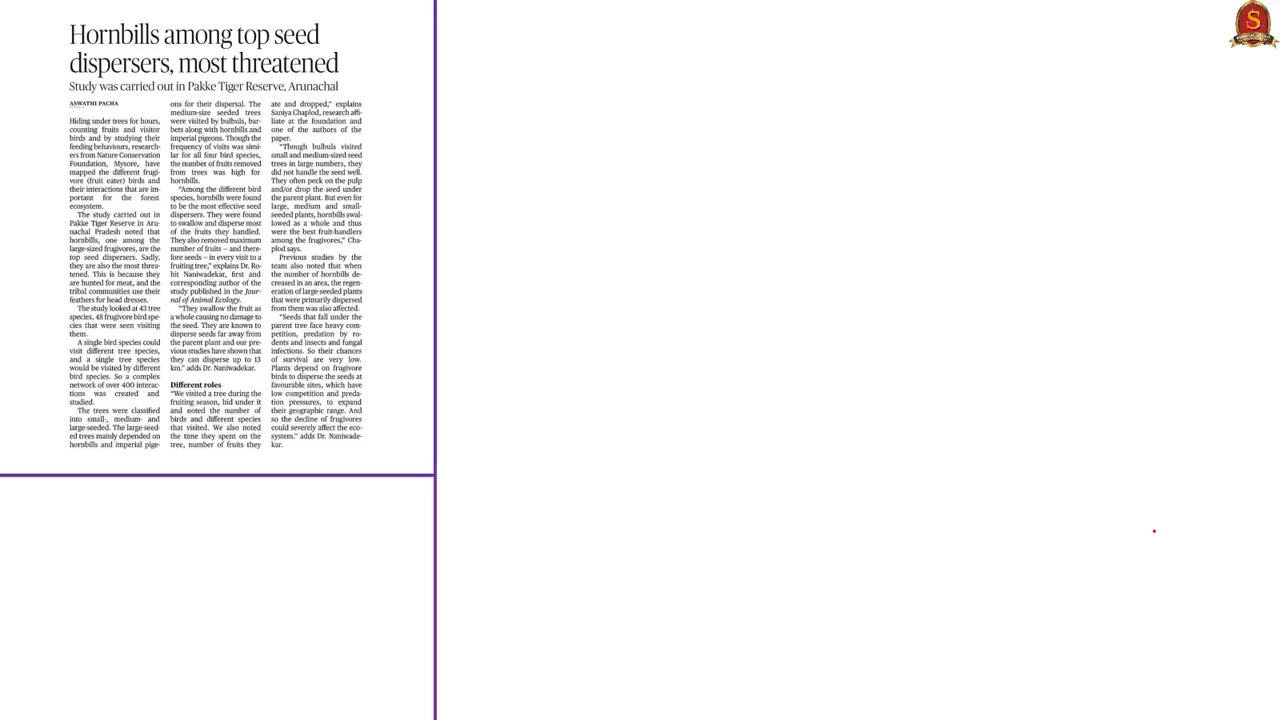 Hornbills among top seed
dispersers, most threatened
Study was carried out in Pakke Tiger Reserve, Arunachal
ASWATHI PACHA
Hiding under trees for hours,
counting fruits and visitor
birds and by studying their
feeding behaviours, research-
ers from Nature Conservation
Foundation, Mysore, have
mapped the different frugi-
vore (fruit eater) birds and
their interactions that are im-
portant for the forest
ecosystem.
The study carried out in
Pakke Tiger Reserve in Aru-
nachal Pradesh noted that
hornbills, one among the
large-sized frugivores, are the
top seed dispersers. Sadly,
they are also the most threa-
tened. This is because they
are hunted for meat, and the
tribal communities use their
feathers for head dresses.
The study looked at 43 tree
species, 48 frugivore bird spe-
cies that were seen visiting
them.
A single bird species could
visit different tree species,
and a single tree species
would be visited by different
bird species. So a complex
network of over 400 interac-
tions was created and
studied.
The trees were classified
into small-, medium- and
large-seeded. The large-seed-
ed trees mainly depended on
hornbills and imperial pige-
ons for their dispersal. The
medium-size seeded trees
were visited by bulbuls, bar-
bets along with hornbills and
imperial pigeons. Though the
frequency of visits was simi-
lar for all four bird species,
the number of fruits removed
from trees was high for
hornbills.
"Among the different bird
species, hornbills were found
to be the most effective seed
dispersers. They were found
to swallow and disperse most
of the fruits they handled.
They also removed maximum
number of fruits – and there-
fore seeds – in every visit to a
fruiting tree," explains Dr. Ro-
hit Naniwadekar, first and
corresponding author of the
study published in the Jour-
nal of Animal Ecology.
"They swallow the fruit as
a whole causing no damage to
the seed. They are known to
disperse seeds far away from
the parent plant and our pre-
vious studies have shown that
they can disperse up to 13
km." adds Dr. Naniwadekar.
Different roles
"We visited a tree during the
fruiting season, hid under it
and noted the number of
birds and different species
that visited. We also noted
the time they spent on the
tree, number of fruits they
ate and dropped," explains
Saniya Chaplod, research affi-
liate at the foundation and
one of the authors of the
paper.
"Though bulbuls visited
small and medium-sized seed
trees in large numbers, they
did not handle the seed well.
They often peck on the pulp
and/or drop the seed under
the parent plant. But even for
large, medium and small-
seeded plants, hornbills swal-
lowed as a whole and thus
were the best fruit-handlers
among the frugivores," Cha-
plod says.
Previous studies by the
team also noted that when
the number of hornbills de-
creased in an area, the regen-
eration of large-seeded plants
that were primarily dispersed
from them was also affected.
"Seeds that fall under the
parent tree face heavy com-
petition, predation by ro-
dents and insects and fungal
infections. So their chances
of survival are very low.
Plants depend on frugivore
birds to disperse the seeds at
favourable sites, which have
low competition and preda-
tion pressures, to expand
their geographic range. And
so the decline of frugivores
could severely affect the eco-
system." adds Dr. Naniwade-
kar.
S